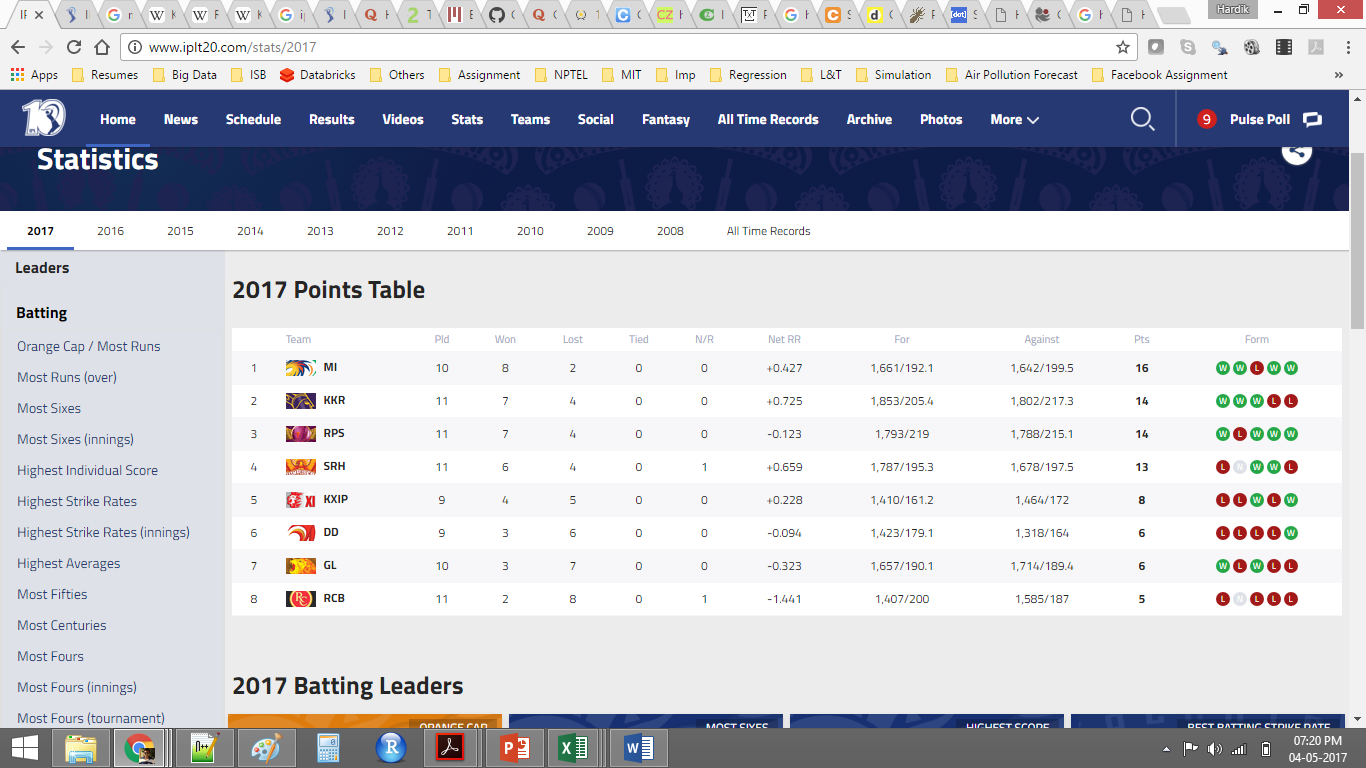 Hardik
www.iplt20.com/stats/2017
Apps Resumes Big Data ISB Databricks Others Assignment NPTEL MIT Imp Regression L&T Simulation Air Pollution Forecast Facebook Assignment »
Home News Schedule Results Videos Stats Teams Social Fantasy All Time Records Archive Photos More 9 Pulse Poll
Statistics
2017 2016 2015 2014 2013 2012 2011 2010 2009 2008 All Time Records
Leaders
Batting
Orange Cap / Most Runs
Most Runs (over)
Most Sixes
Most Sixes (innings)
Highest Individual Score
Highest Strike Rates
Highest Strike Rates (innings)
Highest Averages
Most Fifties
Most Centuries
Most Fours
Most Fours (innings)
Most Fours (tournament)
2017 Points Table
Team Pld Won Lost Tied N/R Net RR For Against Pts Form
1 MI 10 8 2 0 0 +0.427 1,661/192.1 1,642/199.5 16 W W L W W
2 KKR 11 7 4 0 0 +0.725 1,853/205.4 1,802/217.3 14 W W W L L
3 RPS 11 7 4 0 0 -0.123 1,793/219 1,788/215.1 14 W L W W W
4 SRH 11 6 4 0 1 +0.659 1,787/195.3 1,678/197.5 13 L N W W L
5 KXIP 9 4 5 0 0 +0.228 1,410/161.2 1,464/172 8 L L W L W
6 DD 9 3 6 0 0 -0.094 1,423/179.1 1,318/164 6 L L L L W
7 GL 10 3 7 0 0 -0.323 1,657/190.1 1,714/189.4 6 W L W L L
8 RCB 11 2 8 0 1 -1.441 1,407/200 1,585/187 5 L N L L L
2017 Batting Leaders
ORANGE CAP MOST SIXES HIGHEST SCORE BEST BATTING STRIKE RATE
07:20 PM
04-05-2017